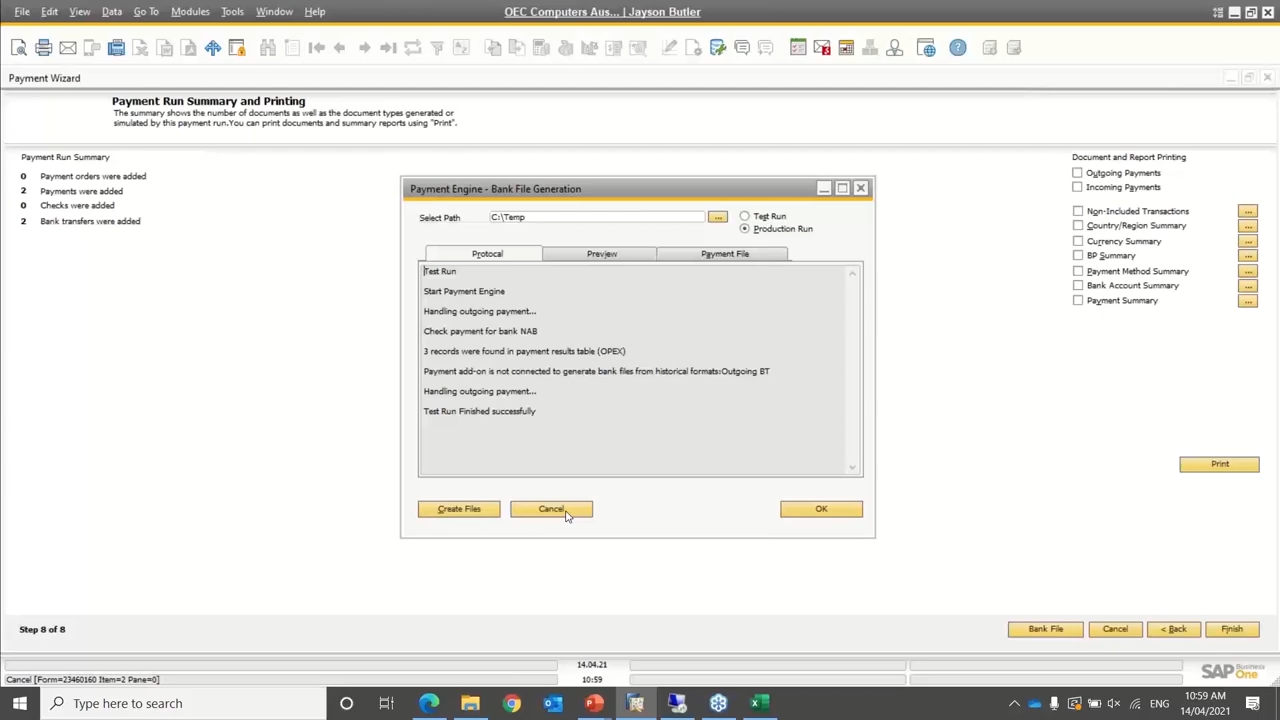 File Edit View Data Go To Modules Tools Window Help
OEC Computers Aus... | Jayson Butler
Payment Wizard
Payment Run Summary and Printing
The summary shows the number of documents as well as the document types generated or
simulated by this payment run.You can print documents and summary reports using "Print".
Payment Run Summary
0 Payment orders were added
2 Payments were added
0 Checks were added
2 Bank transfers were added
Payment Engine - Bank File Generation
Select Path C:\Temp ...
Test Run
Production Run
Protocal Preview Payment File
Test Run
Start Payment Engine
Handling outgoing payment...
Check payment for bank NAB
3 records were found in payment results table (OPEX)
Payment add-on is not connected to generate bank files from historical formats:Outgoing BT
Handling outgoing payment...
Test Run Finished successfully
Create Files Cancel OK
Document and Report Printing
Outgoing Payments
Incoming Payments
Non-Included Transactions ...
Country/Region Summary ...
Currency Summary ...
BP Summary ...
Payment Method Summary ...
Bank Account Summary ...
Payment Summary ...
Print
Step 8 of 8
Bank File Cancel < Back Finish
14.04.21
Cancel [Form=23460160 Item=2 Pane=0]
10:59
SAP Business One
Type here to search
ENG
10:59 AM
14/04/2021